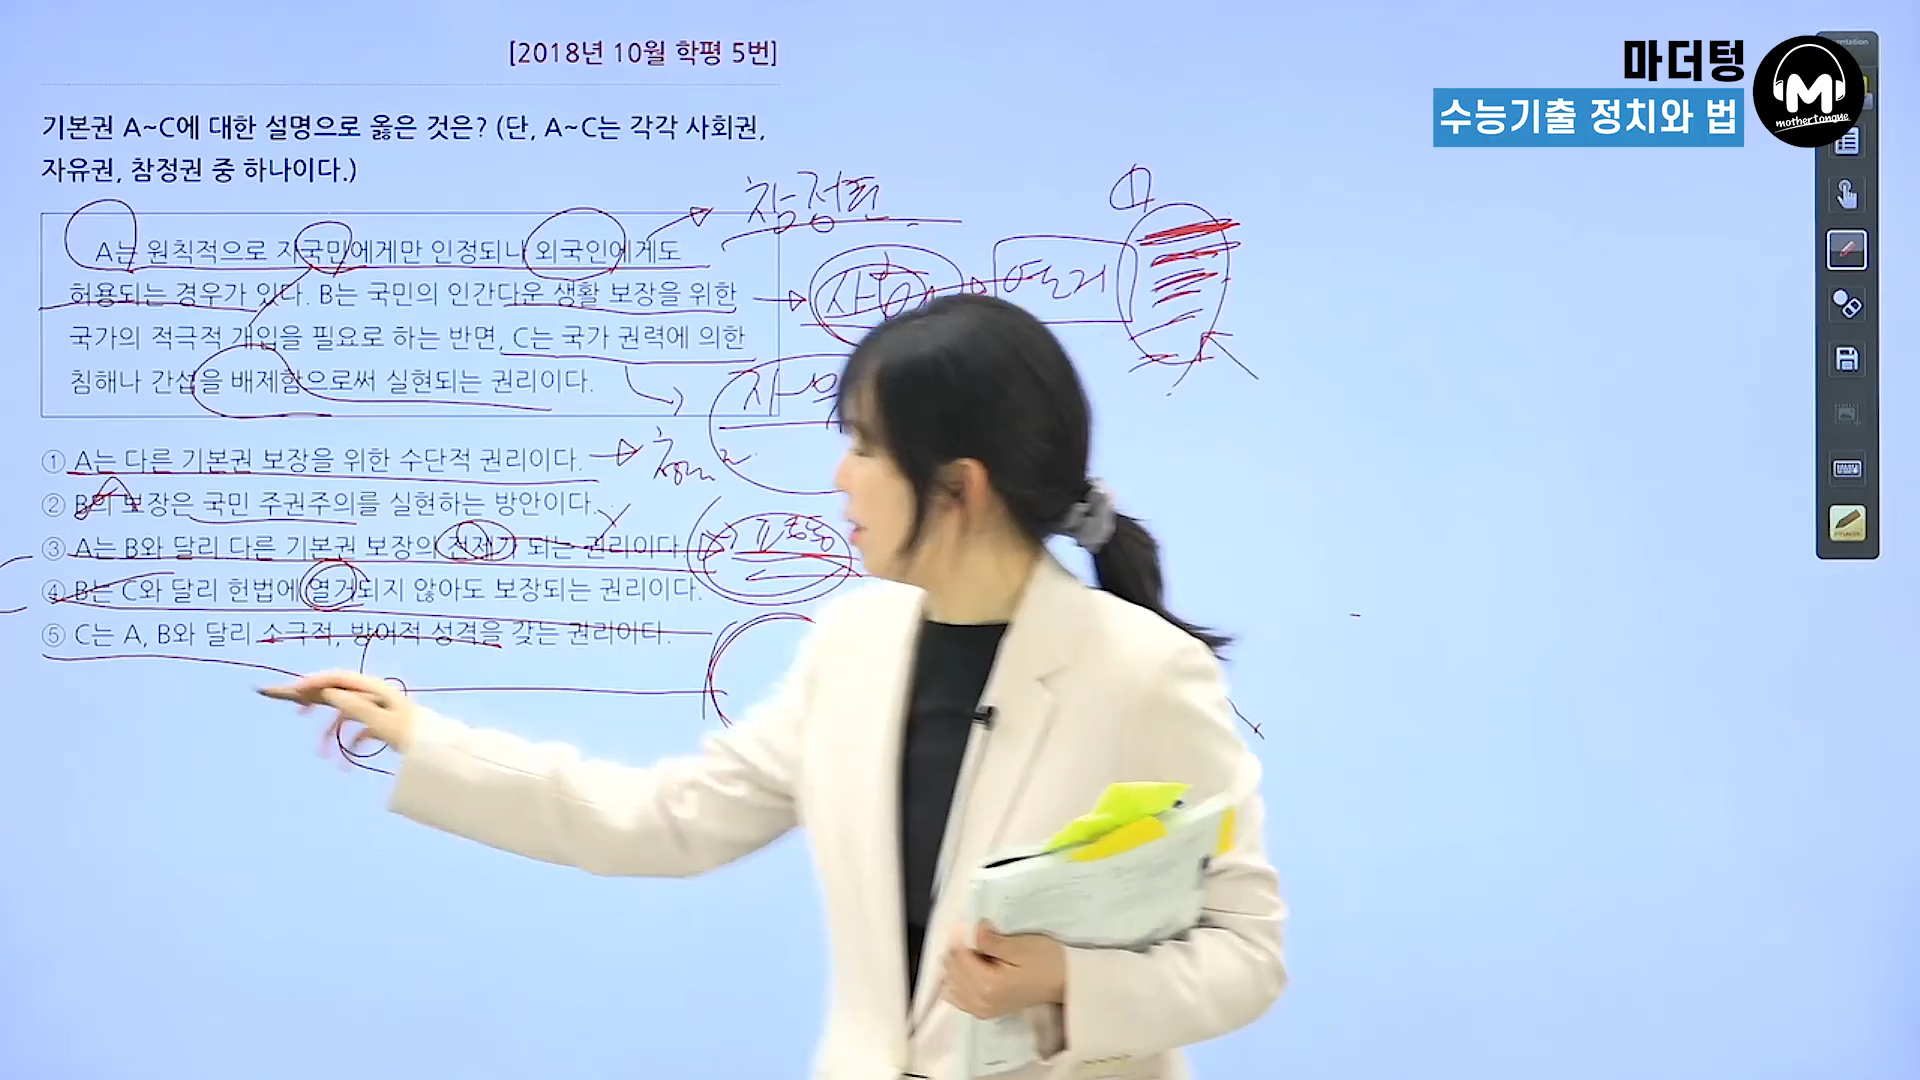 [2018년 10월 학평 5번]
마더텅
수능기출 정치와 법
M
mothertongue
기본권 A~C에 대한 설명으로 옳은 것은? (단, A~C는 각각 사회권,
자유권, 참정권 중 하나이다.)
참정권
A는 원칙적으로 자국민에게만 인정되나 외국인에게도
허용되는 경우가 있다. B는 국민의 인간다운 생활 보장을 위한
열거
국가의 적극적 개입을 필요로 하는 반면, C는 국가 권력에 의한
침해나 간섭을 배제함으로써 실현되는 권리이다.
① A는 다른 기본권 보장을 위한 수단적 권리이다.
② B의 보장은 국민 주권주의를 실현하는 방안이다.
③ A는 B와 달리 다른 기본권 보장의 전제가 되는 권리이다.
평등
④ B는 C와 달리 헌법에 열거되지 않아도 보장되는 권리이다.
⑤ C는 A, B와 달리 소극적, 방어적 성격을 갖는 권리이다.